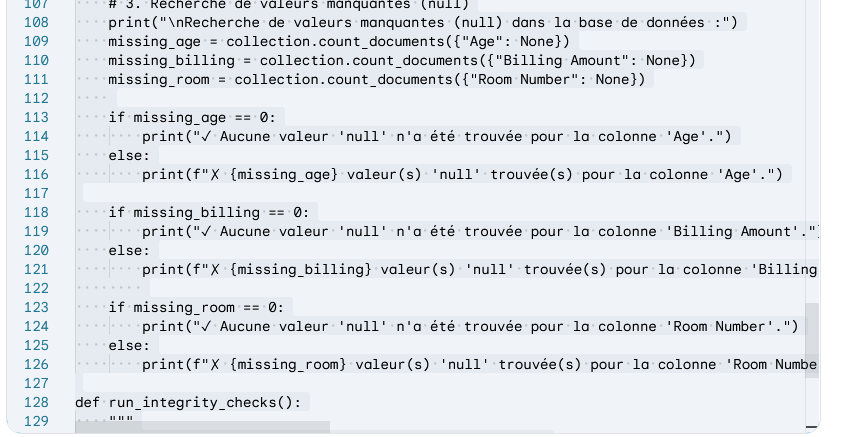 107     # 3. Recherche de valeurs manquantes (null)
108     print("\nRecherche de valeurs manquantes (null) dans la base de données :")
109     missing_age = collection.count_documents({"Age": None})
110     missing_billing = collection.count_documents({"Billing Amount": None})
111     missing_room = collection.count_documents({"Room Number": None})
112
113     if missing_age == 0:
114         print("✓ Aucune valeur 'null' n'a été trouvée pour la colonne 'Age'.")
115     else:
116         print(f"✗ {missing_age} valeur(s) 'null' trouvée(s) pour la colonne 'Age'.")
117
118     if missing_billing == 0:
119         print("✓ Aucune valeur 'null' n'a été trouvée pour la colonne 'Billing Amount'.")
120     else:
121         print(f"✗ {missing_billing} valeur(s) 'null' trouvée(s) pour la colonne 'Billing
122
123     if missing_room == 0:
124         print("✓ Aucune valeur 'null' n'a été trouvée pour la colonne 'Room Number'.")
125     else:
126         print(f"✗ {missing_room} valeur(s) 'null' trouvée(s) pour la colonne 'Room Numbe
127
128 def run_integrity_checks():
129     """